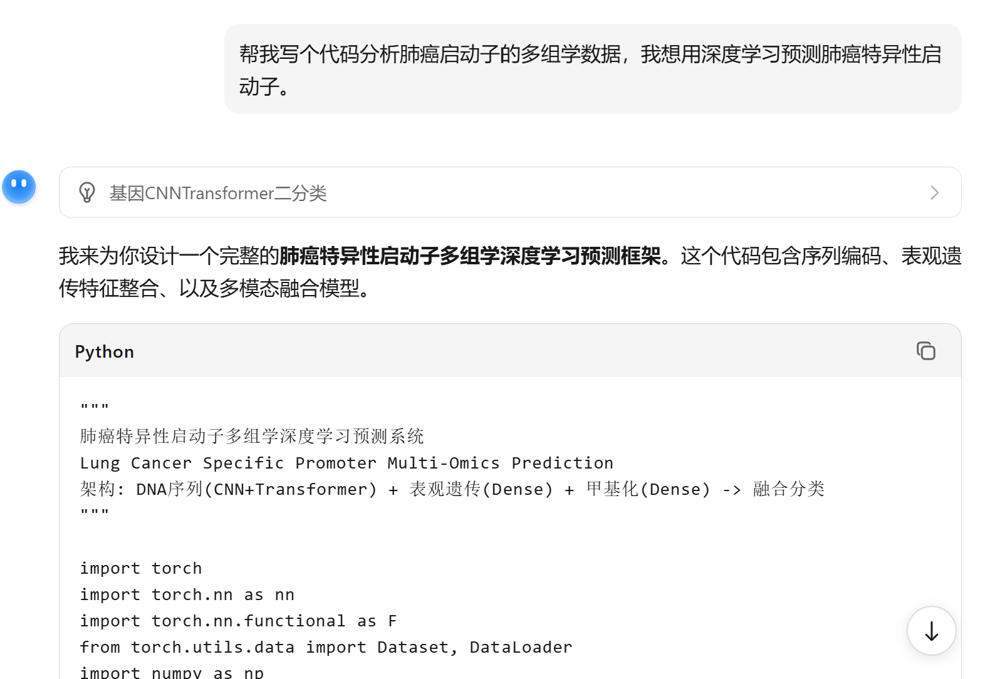 帮我写个代码分析肺癌启动子的多组学数据，我想用深度学习预测肺癌特异性启
动子。
基因CNNTransformer二分类
我来为你设计一个完整的肺癌特异性启动子多组学深度学习预测框架。这个代码包含序列编码、表观遗
传特征整合、以及多模态融合模型。
Python
"""
肺癌特异性启动子多组学深度学习预测系统
Lung Cancer Specific Promoter Multi-Omics Prediction
架构: DNA序列(CNN+Transformer) + 表观遗传(Dense) + 甲基化(Dense) -> 融合分类
"""
import torch
import torch.nn as nn
import torch.nn.functional as F
from torch.utils.data import Dataset, DataLoader
import numpy as np